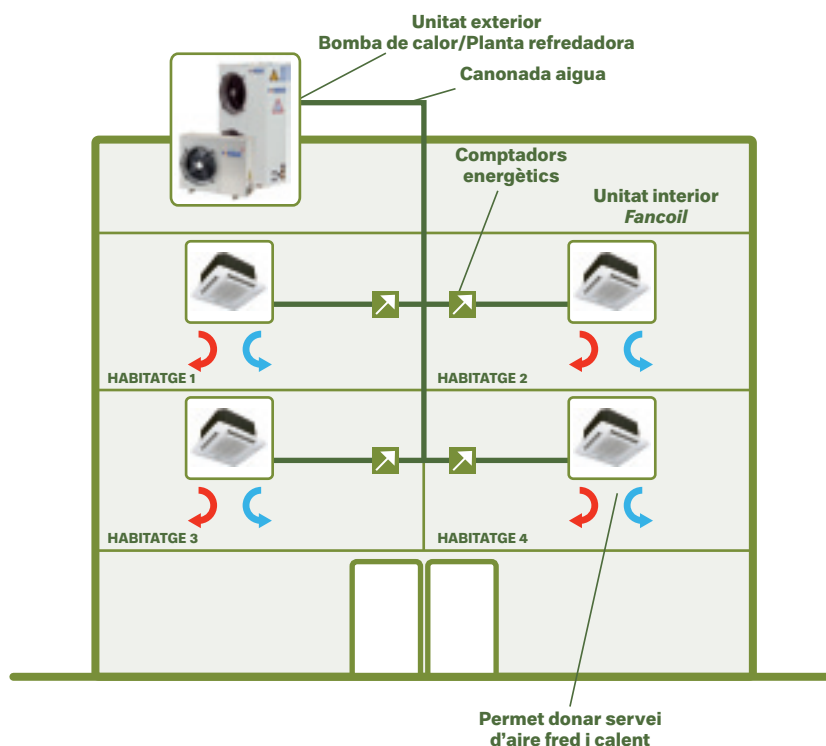 Unitat exterior
Bomba de calor/Planta refredadora
Canonada aigua
Comptadors
energètics
Unitat interior
Fancoil
HABITATGE 1
HABITATGE 2
HABITATGE 3
HABITATGE 4
Permet donar servei
d'aire fred i calent